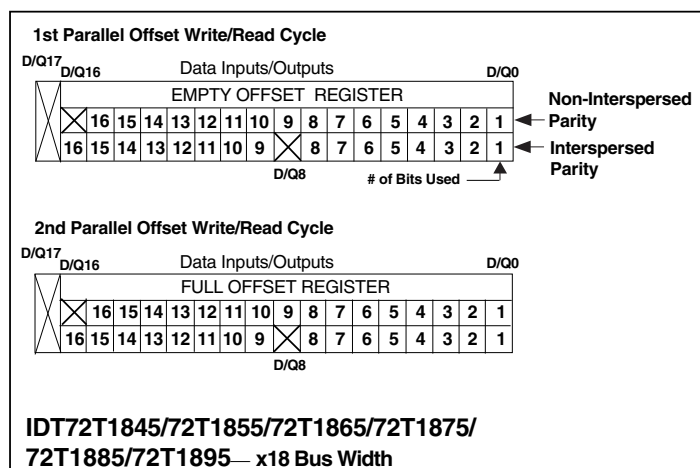 1st Parallel Offset Write/Read Cycle
D/Q17
D/Q16 Data Inputs/Outputs D/Q0
EMPTY OFFSET REGISTER
16 15 14 13 12 11 10 9 8 7 6 5 4 3 2 1 Non-Interspersed Parity
16 15 14 13 12 11 10 9 8 7 6 5 4 3 2 1 Interspersed Parity
D/Q8 # of Bits Used
2nd Parallel Offset Write/Read Cycle
D/Q17
D/Q16 Data Inputs/Outputs D/Q0
FULL OFFSET REGISTER
16 15 14 13 12 11 10 9 8 7 6 5 4 3 2 1
16 15 14 13 12 11 10 9 8 7 6 5 4 3 2 1
D/Q8
IDT72T1845/72T1855/72T1865/72T1875/
72T1885/72T1895— x18 Bus Width